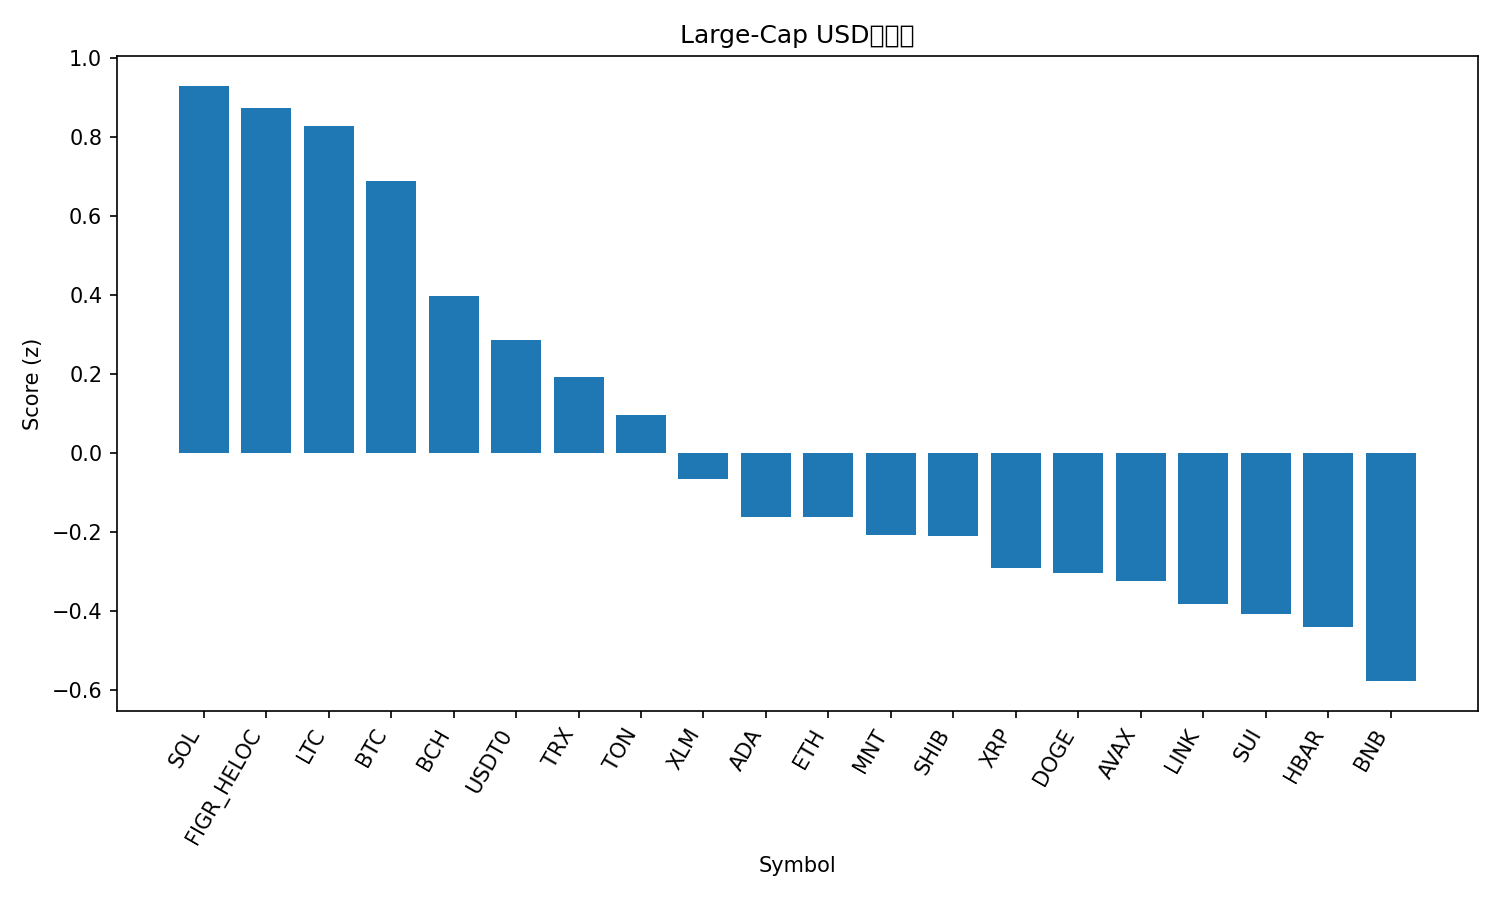 Large-Cap USD
1.0
0.8
0.6
0.4
0.2
0.0
−0.2
−0.4
−0.6
Score (z)
SOL
FIGR_HELOC
LTC
BTC
BCH
USDT0
TRX
TON
XLM
ADA
ETH
MNT
SHIB
XRP
DOGE
AVAX
LINK
SUI
HBAR
BNB
Symbol